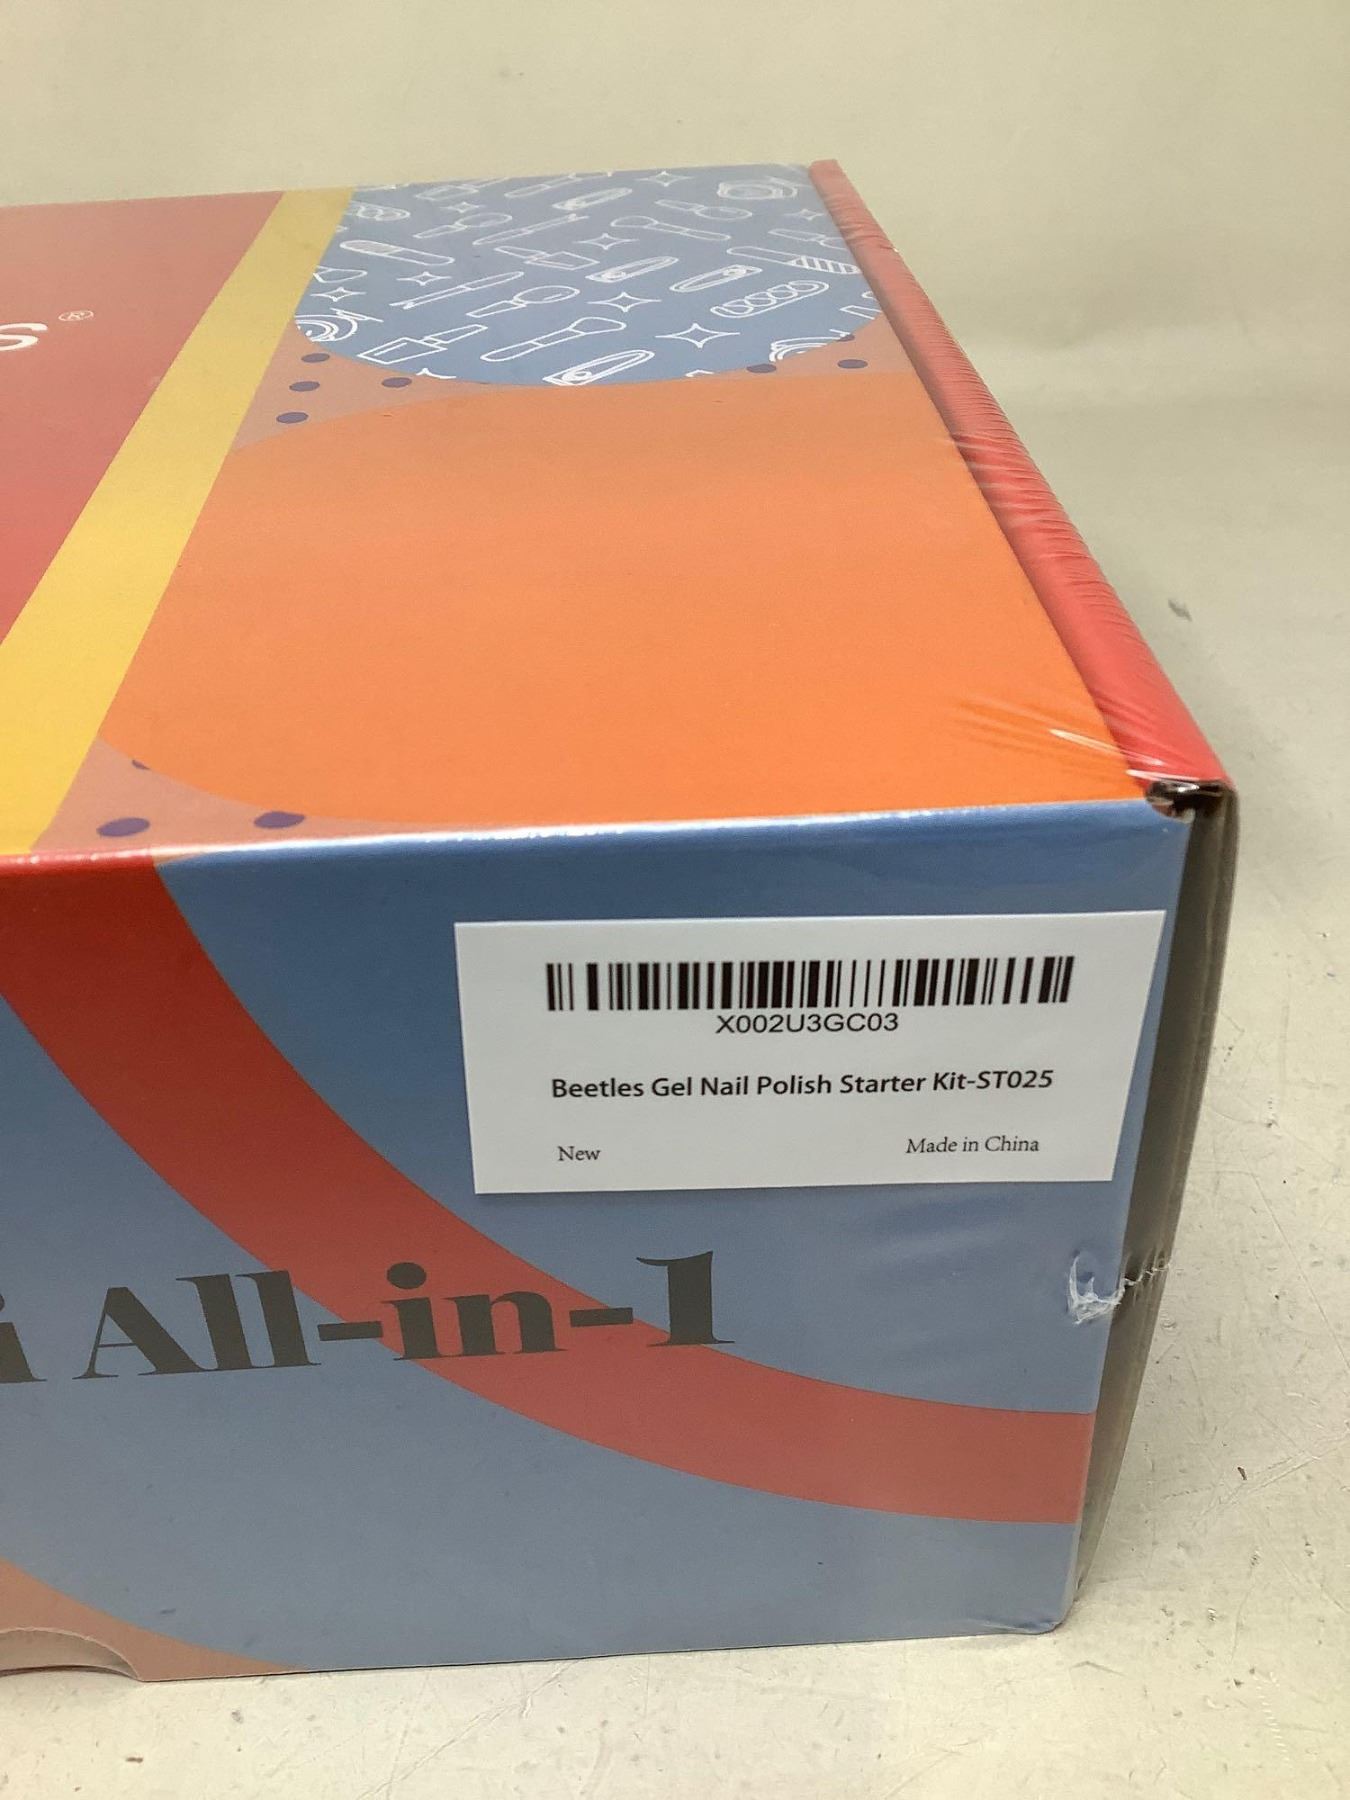 ®
X002U3GC03
Beetles Gel Nail Polish Starter Kit-ST025
New Made in China
All-in-1